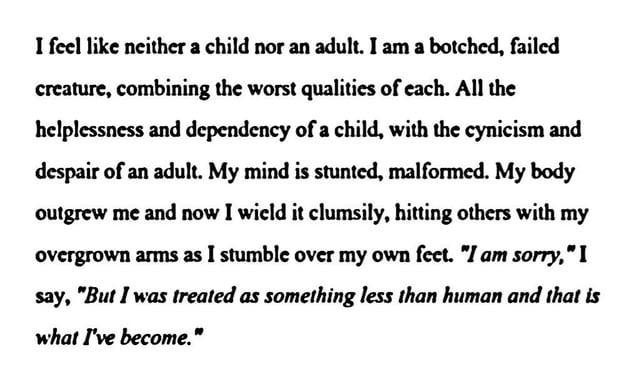 I feel like neither a child nor an adult. I am a botched, failed
creature, combining the worst qualities of each. All the
helplessness and dependency of a child, with the cynicism and
despair of an adult. My mind is stunted, malformed. My body
outgrew me and now I wield it clumsily, hitting others with my
overgrown arms as I stumble over my own feet. "I am sorry," I
say, "But I was treated as something less than human and that is
what I've become."